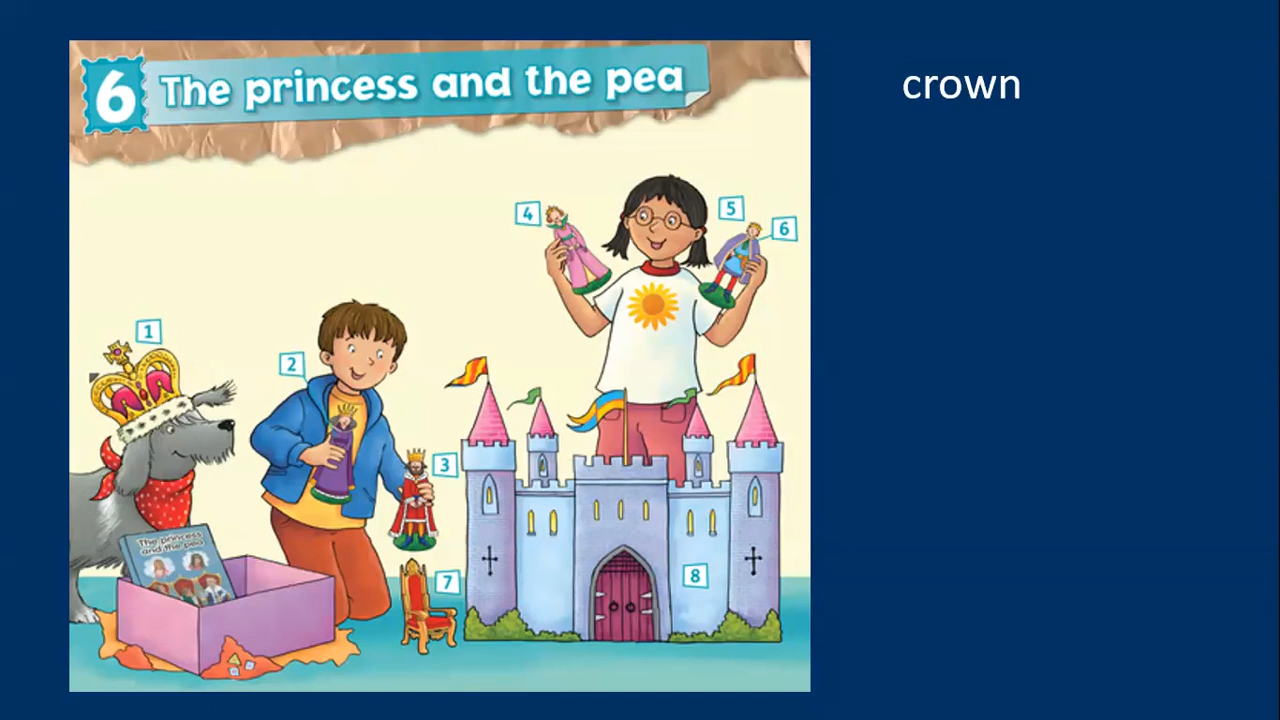 6 The princess and the pea
crown
4
5
6
1
2
3
The princess
and the pea
7
8